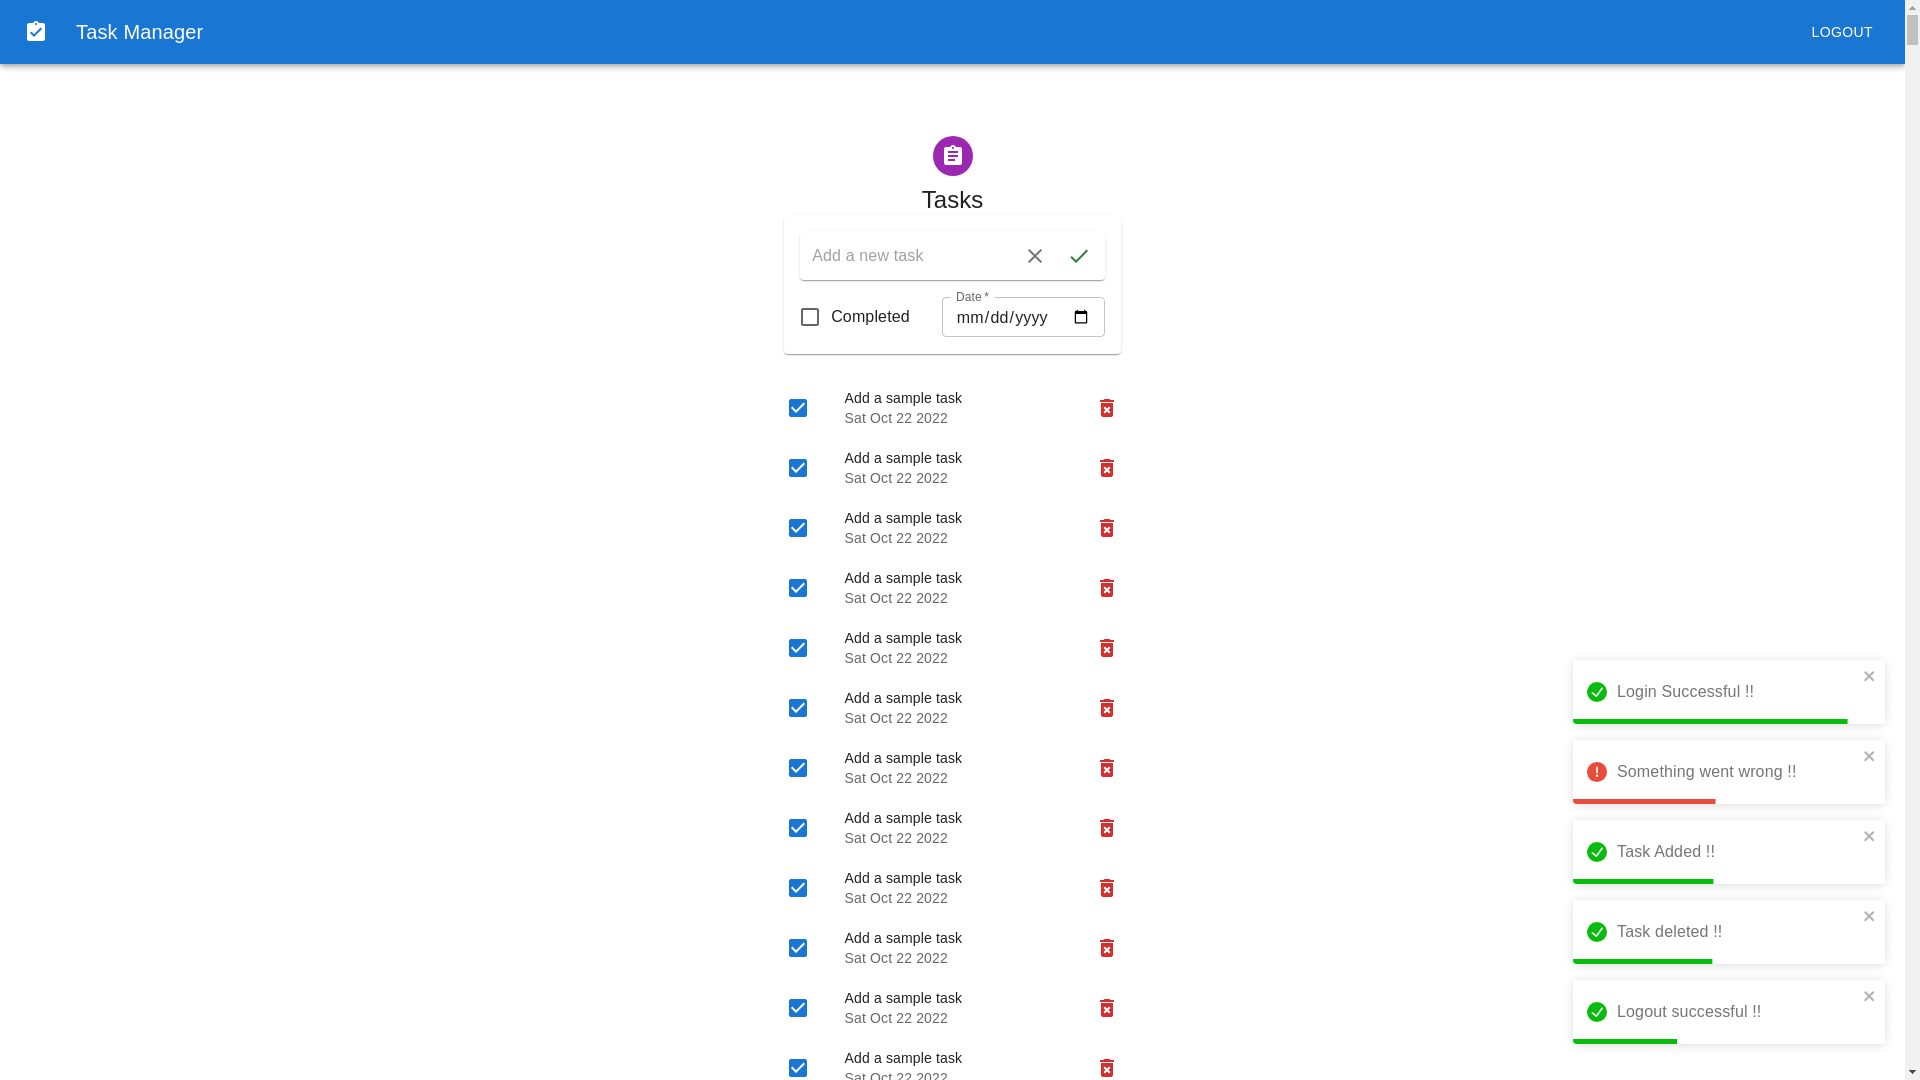 Task Manager
LOGOUT
Tasks
Add a new task
Completed
Date *
mm/dd/yyyy
Add a sample task
Sat Oct 22 2022
Add a sample task
Sat Oct 22 2022
Add a sample task
Sat Oct 22 2022
Add a sample task
Sat Oct 22 2022
Add a sample task
Sat Oct 22 2022
Add a sample task
Sat Oct 22 2022
Add a sample task
Sat Oct 22 2022
Add a sample task
Sat Oct 22 2022
Add a sample task
Sat Oct 22 2022
Add a sample task
Sat Oct 22 2022
Add a sample task
Sat Oct 22 2022
Add a sample task
Sat Oct 22 2022
Login Successful !!
Something went wrong !!
Task Added !!
Task deleted !!
Logout successful !!